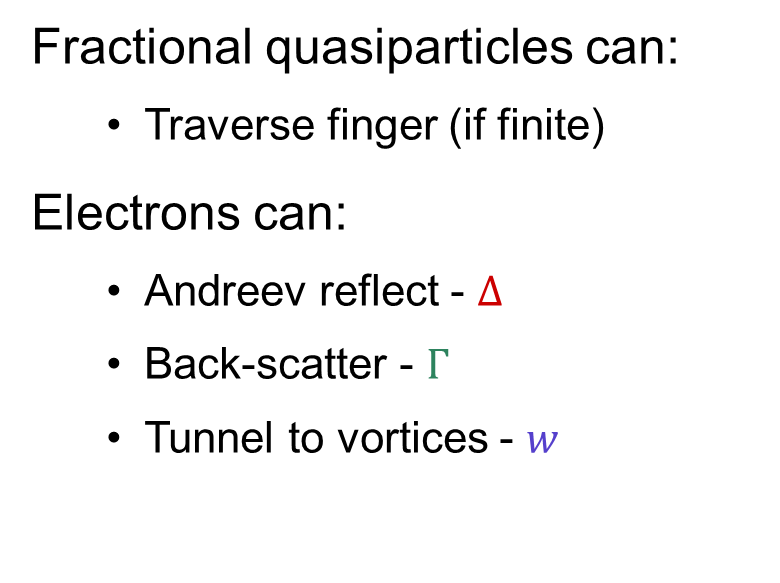 Fractional quasiparticles can:
• Traverse finger (if finite)
Electrons can:
• Andreev reflect - Δ
• Back-scatter - Γ
• Tunnel to vortices - w